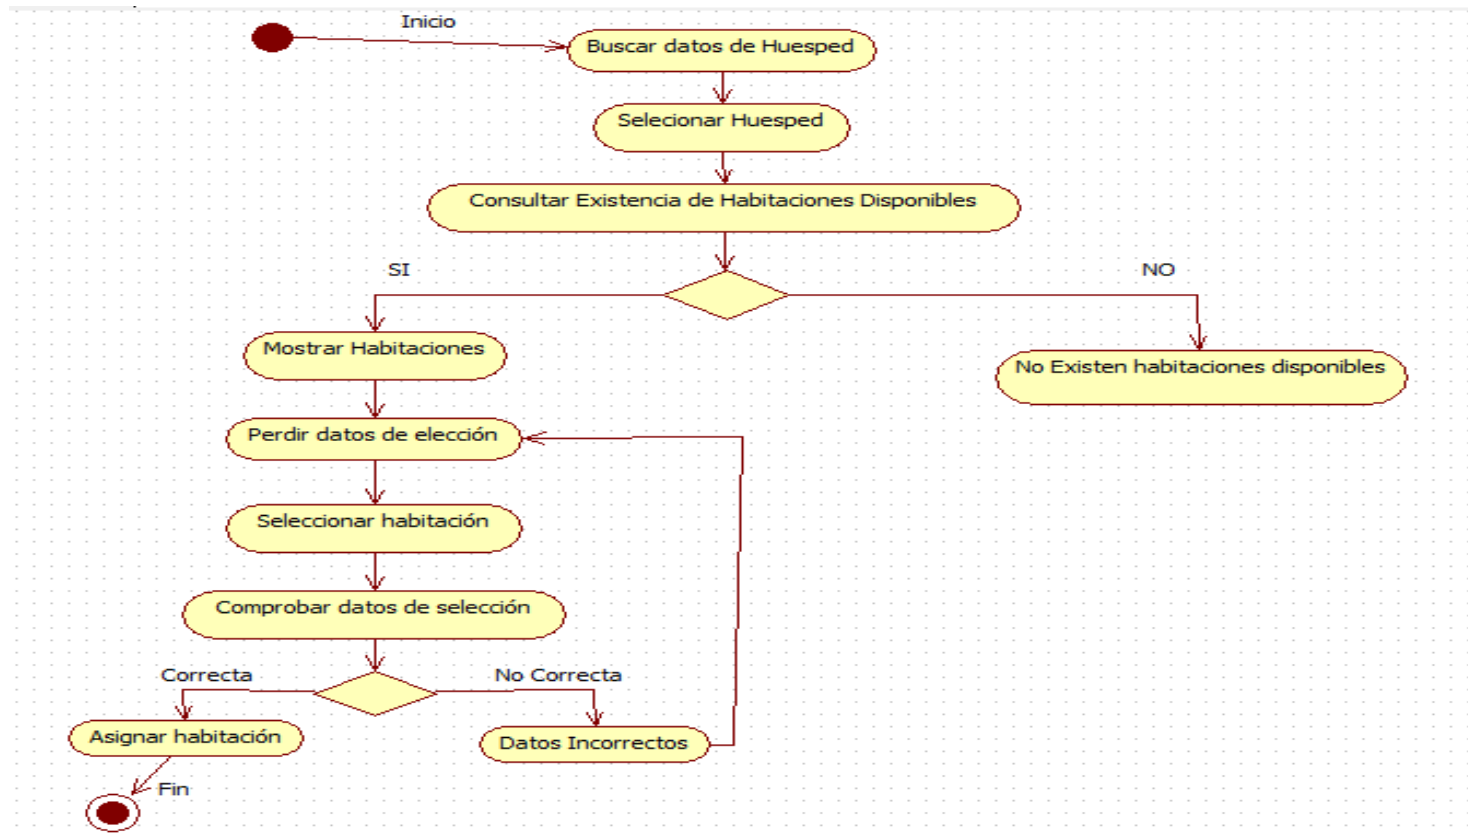 Inicio
Buscar datos de Huesped
Selecionar Huesped
Consultar Existencia de Habitaciones Disponibles
SI
NO
Mostrar Habitaciones
No Existen habitaciones disponibles
Perdir datos de elección
Seleccionar habitación
Comprobar datos de selección
Correcta
No Correcta
Asignar habitación
Datos Incorrectos
Fin